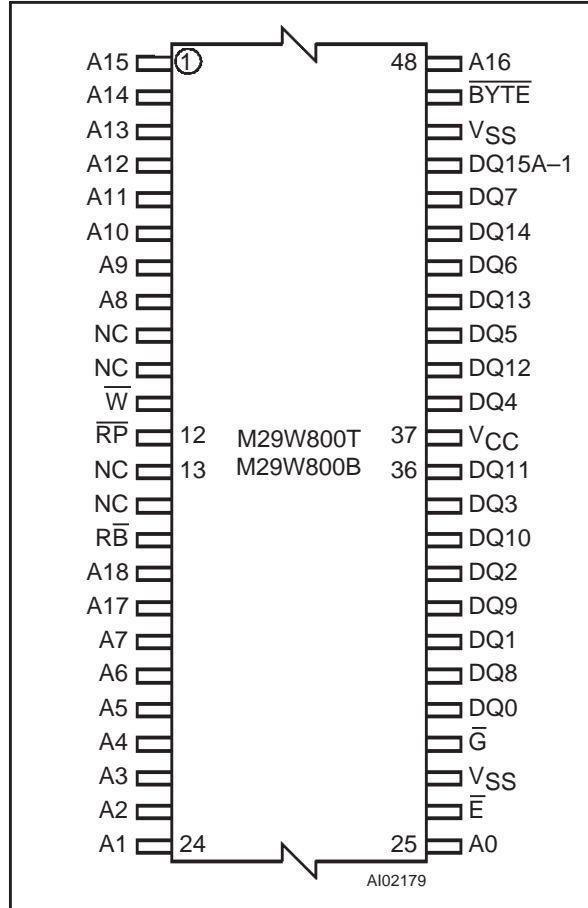 A15 1 48 A16
A14 B̅Y̅T̅E̅
A13 VSS
A12 DQ15A–1
A11 DQ7
A10 DQ14
A9 DQ6
A8 DQ13
NC DQ5
NC DQ12
W̅ DQ4
R̅P̅ 12 M29W800T 37 VCC
NC 13 M29W800B 36 DQ11
NC DQ3
RB̅ DQ10
A18 DQ2
A17 DQ9
A7 DQ1
A6 DQ8
A5 DQ0
A4 G̅
A3 VSS
A2 E̅
A1 24 25 A0
AI02179